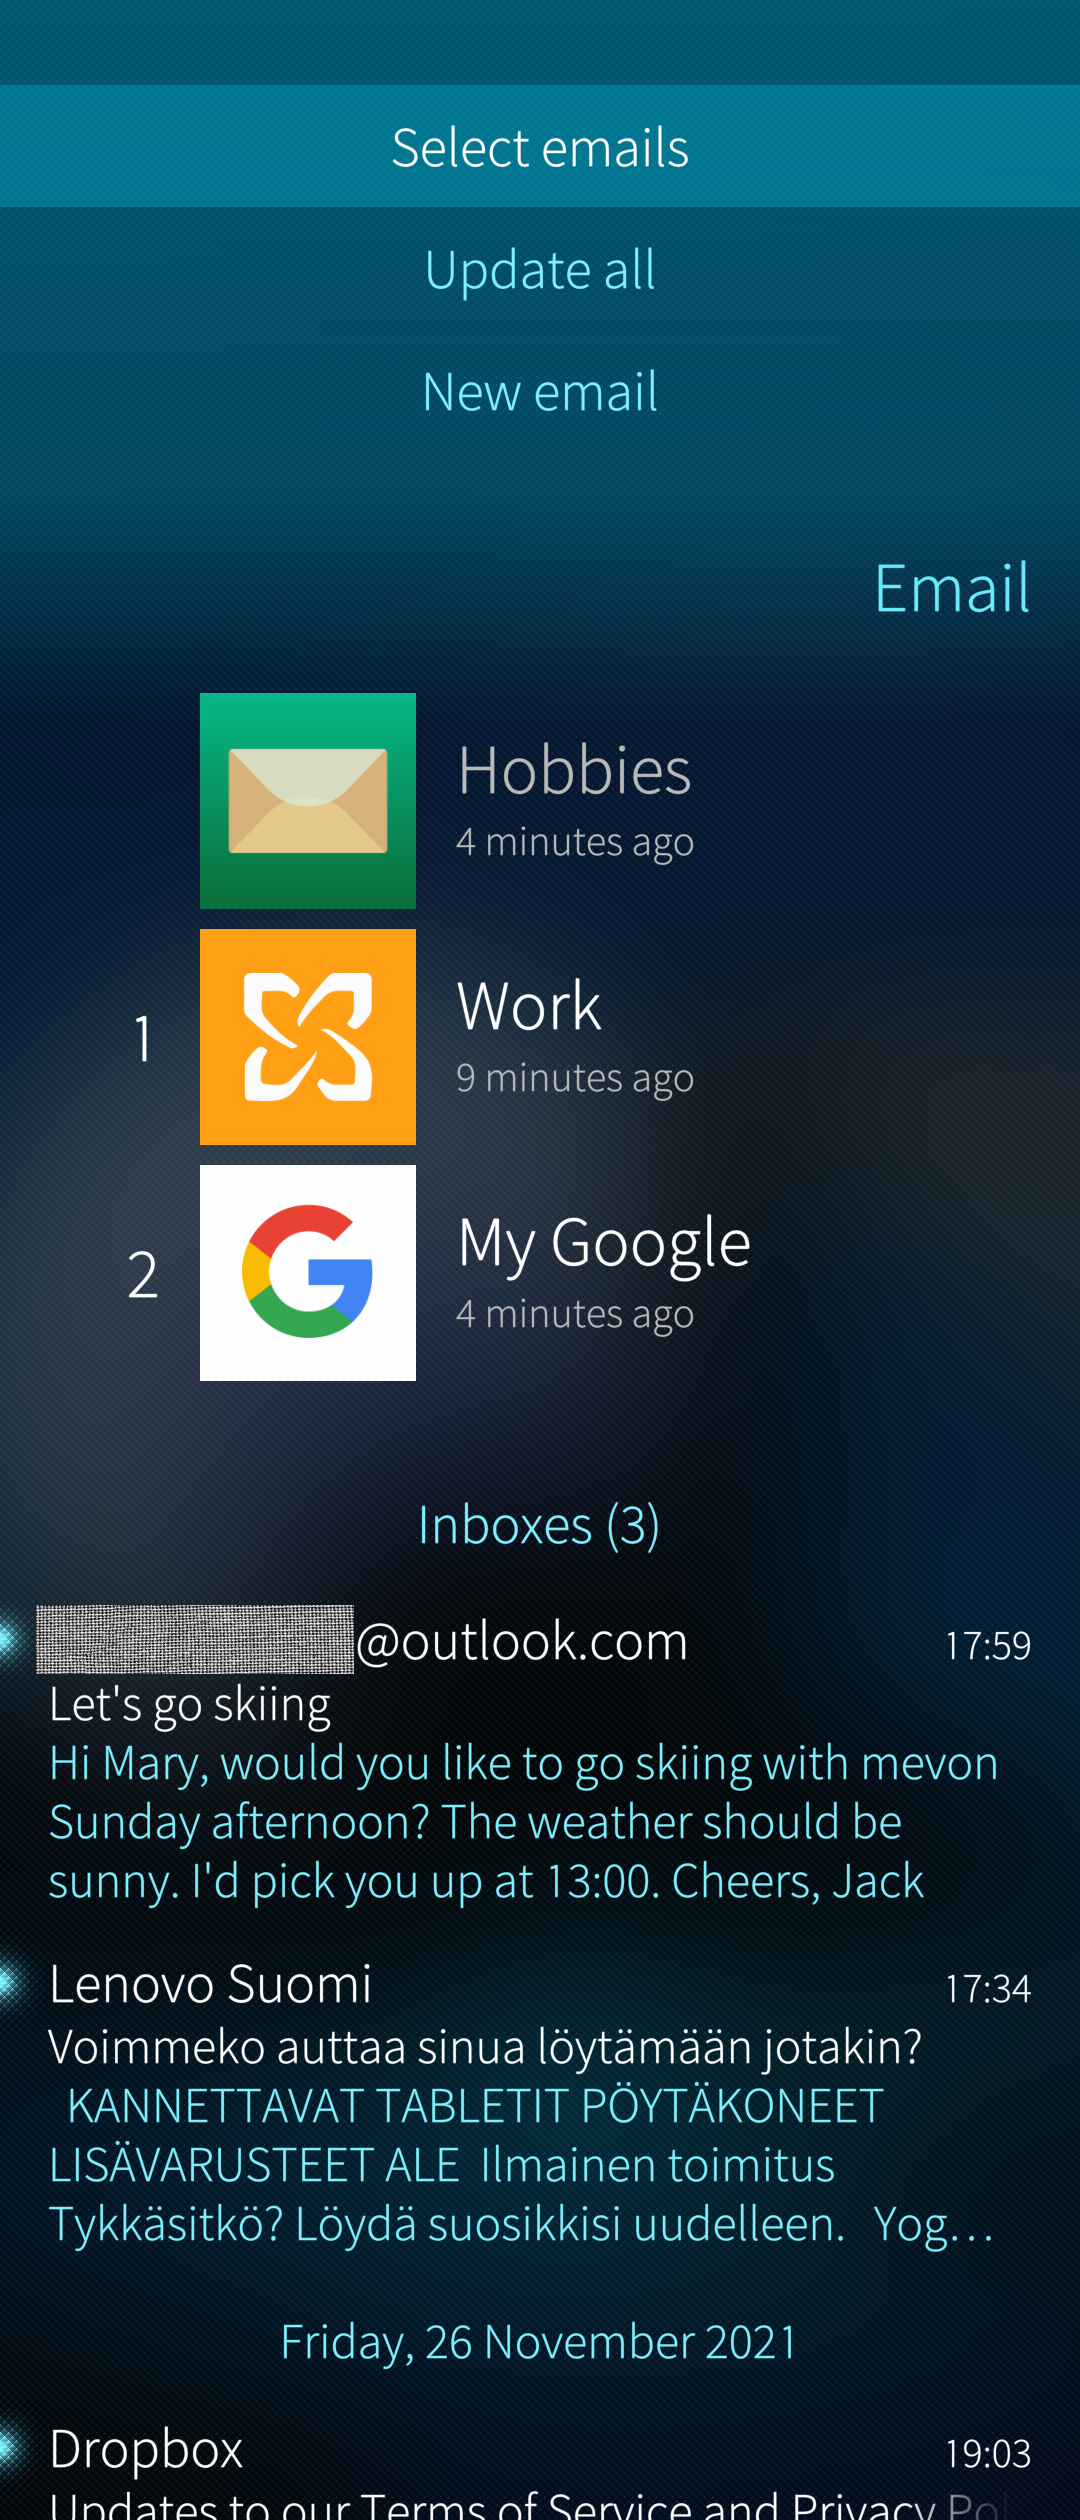 Select emails
Update all
New email
Email
Hobbies
4 minutes ago
1
Work
9 minutes ago
2
My Google
4 minutes ago
Inboxes (3)
@outlook.com 17:59
Let's go skiing
Hi Mary, would you like to go skiing with mevon
Sunday afternoon? The weather should be
sunny. I'd pick you up at 13:00. Cheers, Jack
Lenovo Suomi 17:34
Voimmeko auttaa sinua löytämään jotakin?
KANNETTAVAT TABLETIT PÖYTÄKONEET
LISÄVARUSTEET ALE Ilmainen toimitus
Tykkäsitkö? Löydä suosikkisi uudelleen. Yog...
Friday, 26 November 2021
Dropbox 19:03
Updates to our Terms of Service and Privacy Pol